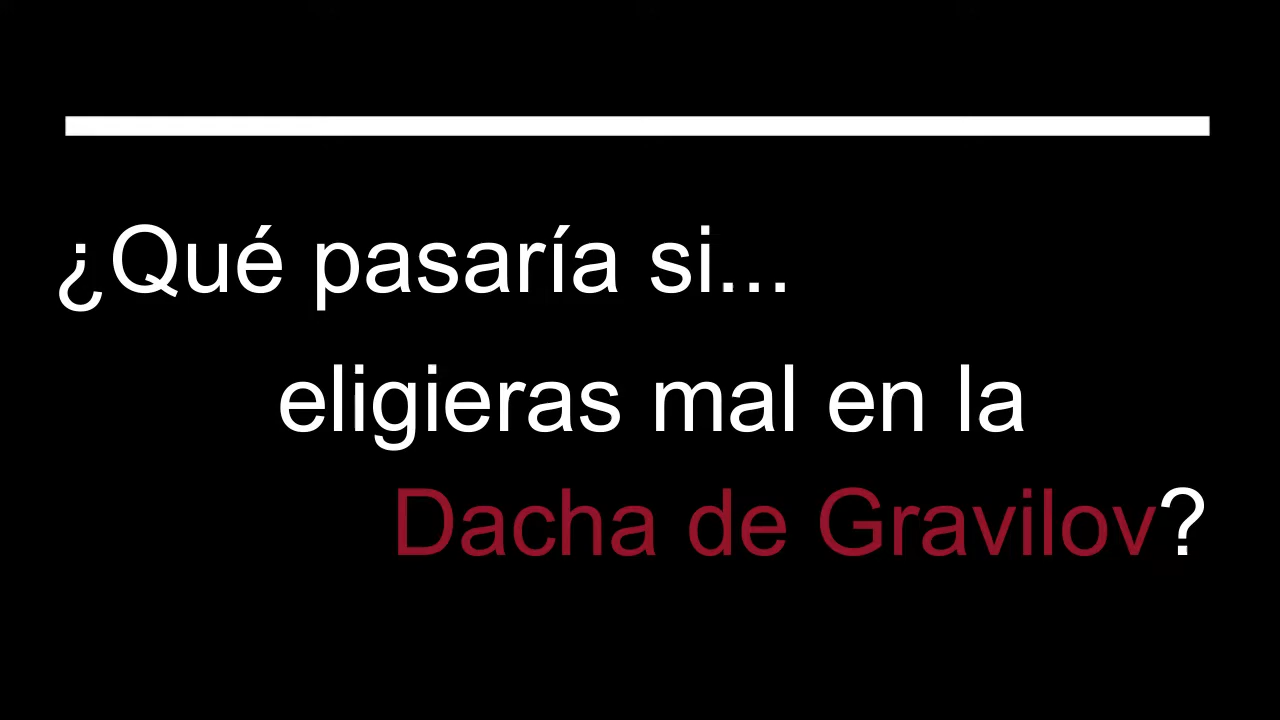 ¿Qué pasaría si...
eligieras mal en la
Dacha de Gravilov?